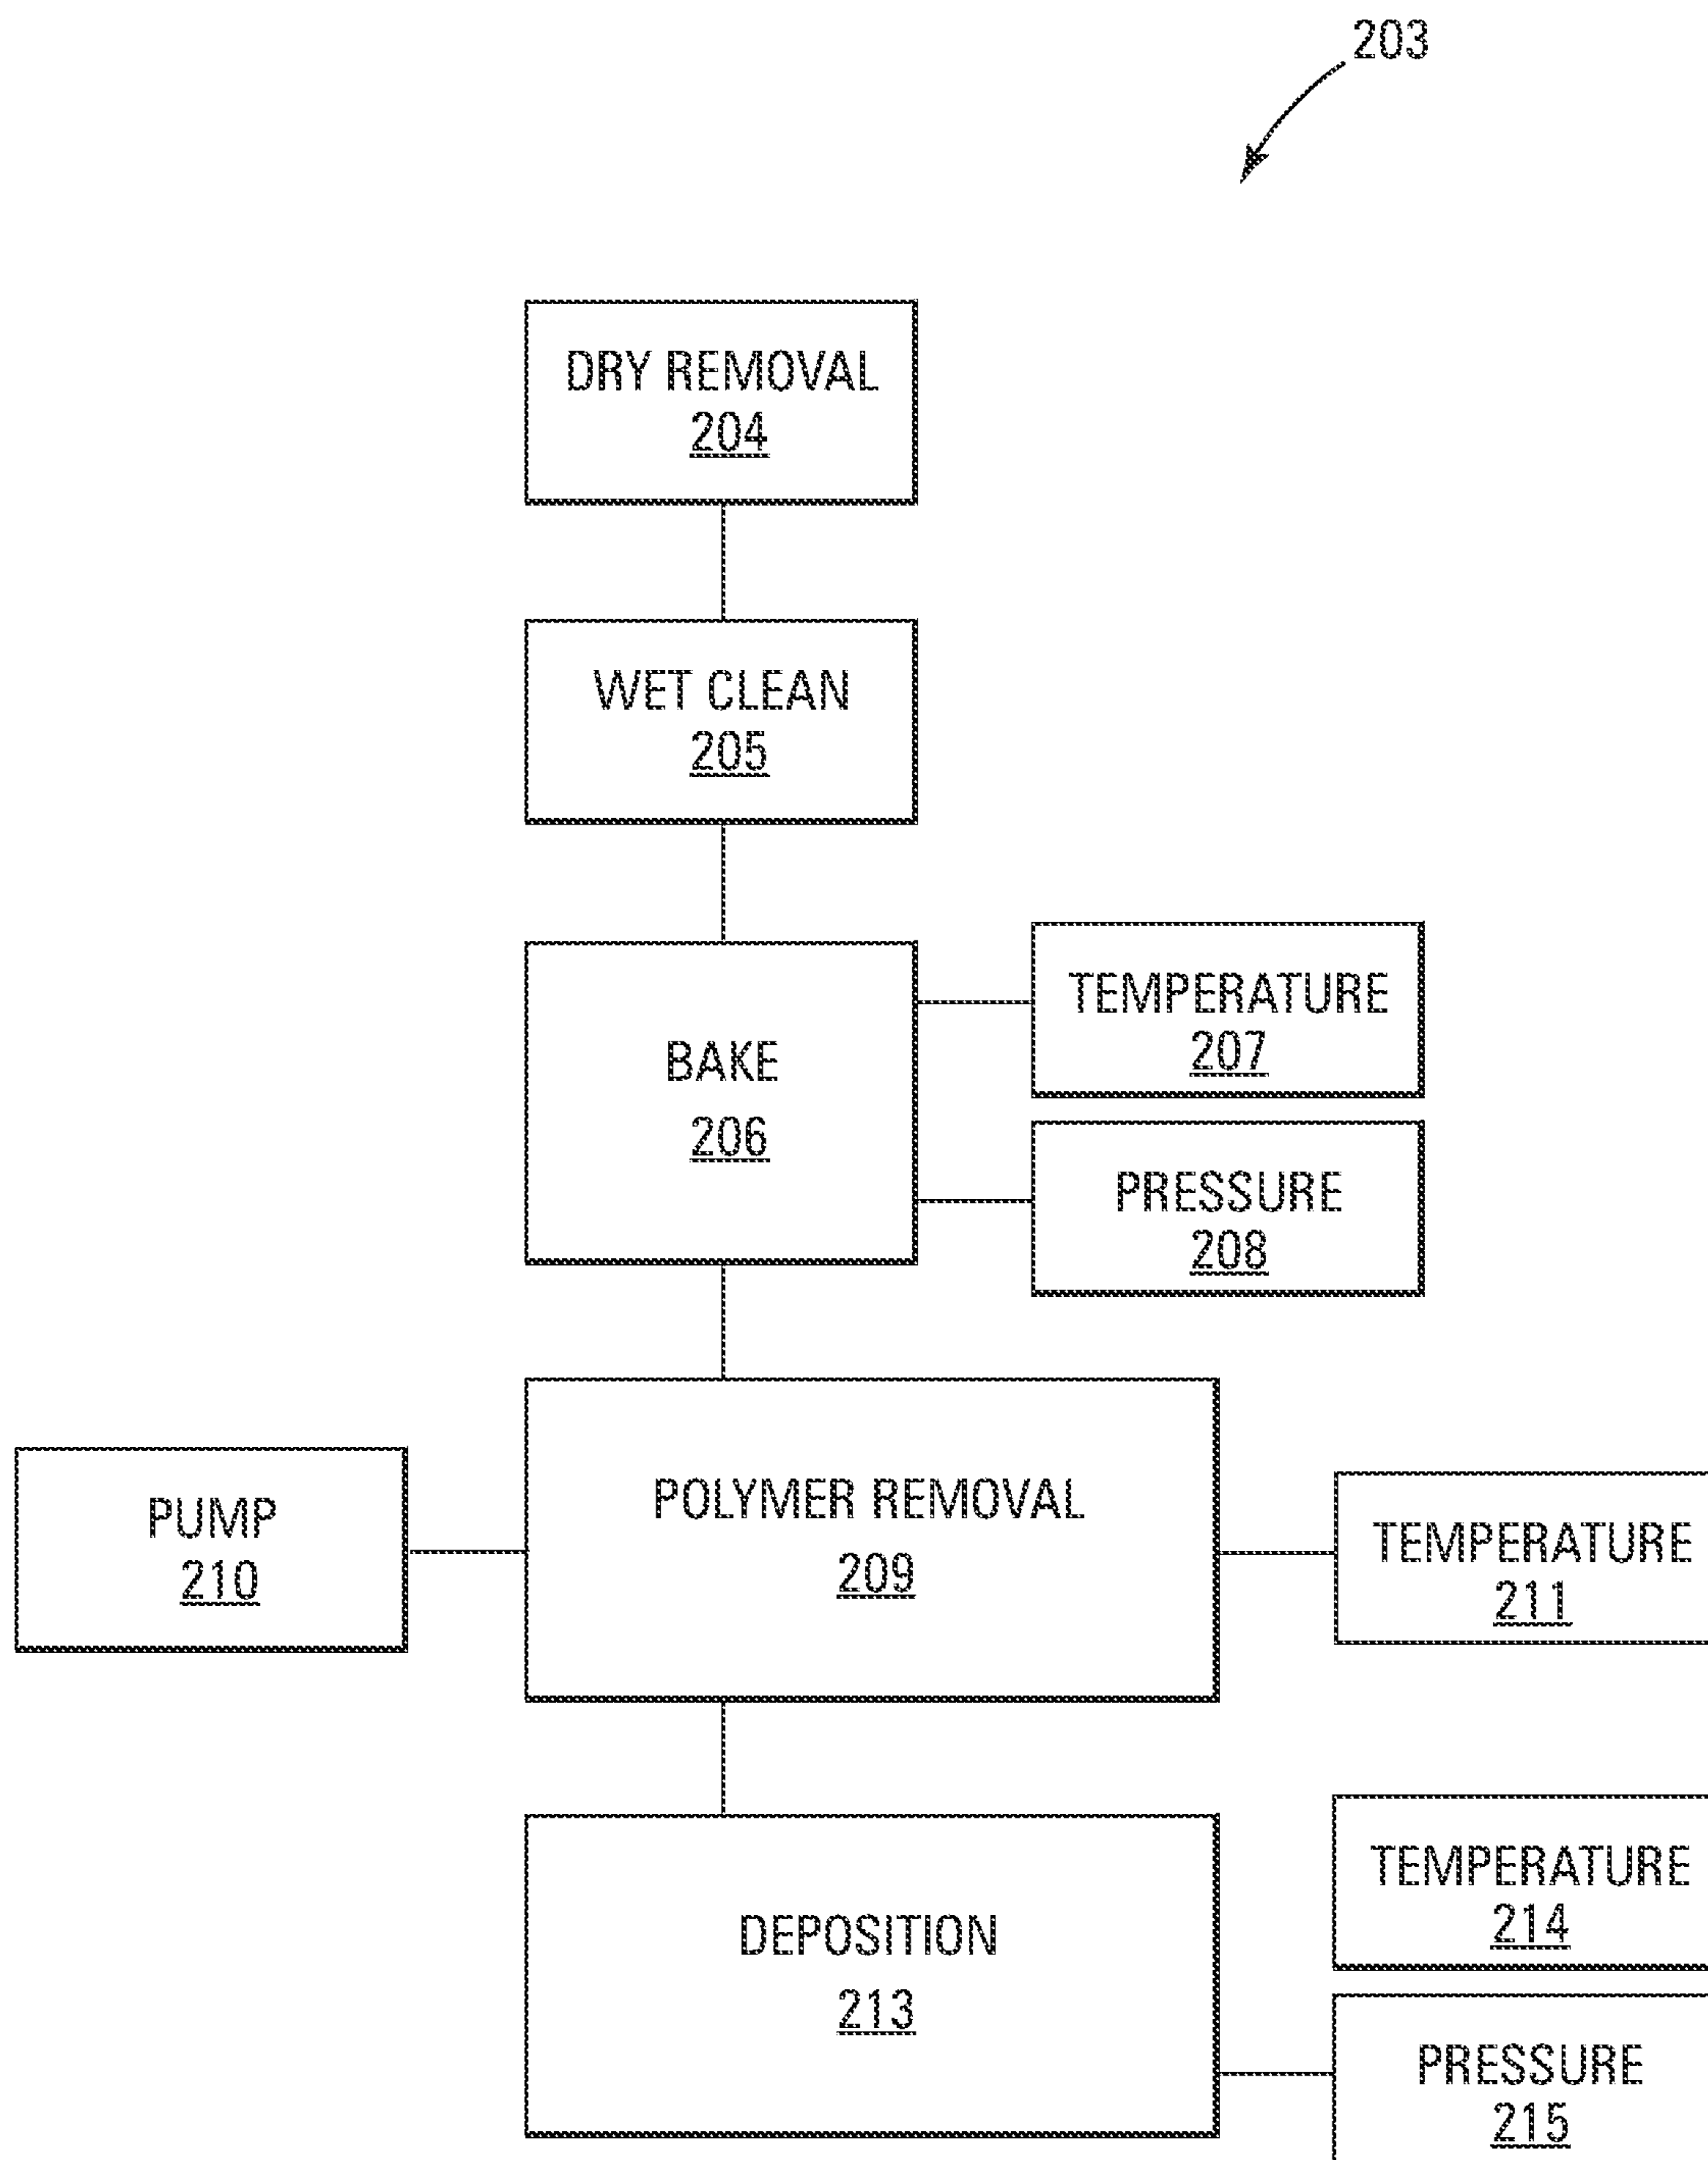 203
DRY REMOVAL
204
WET CLEAN
205
BAKE
206
TEMPERATURE
207
PRESSURE
208
POLYMER REMOVAL
209
PUMP
210
TEMPERATURE
211
DEPOSITION
213
TEMPERATURE
214
PRESSURE
215